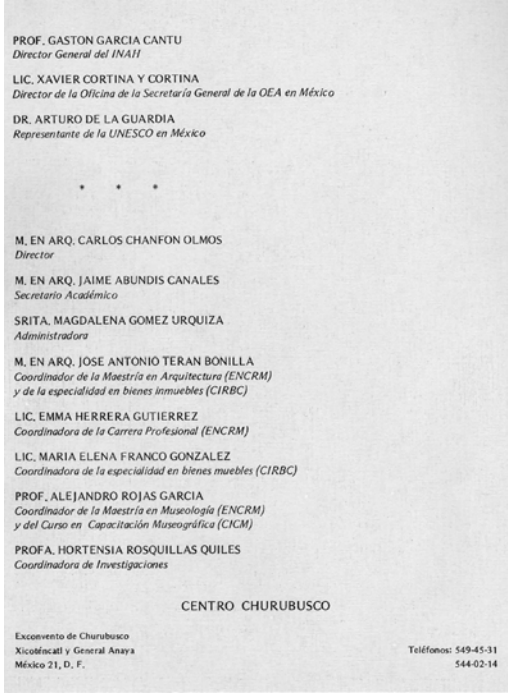 PROF. GASTON GARCIA CANTU
Director General del INAH
LIC. XAVIER CORTINA Y CORTINA
Director de la Oficina de la Secretaría General de la OEA en México
DR. ARTURO DE LA GUARDIA
Representante de la UNESCO en México
* * *
M. EN ARQ. CARLOS CHANFON OLMOS
Director
M. EN ARQ. JAIME ABUNDIS CANALES
Secretario Académico
SRITA. MAGDALENA GOMEZ URQUIZA
Administradora
M. EN ARQ. JOSE ANTONIO TERAN BONILLA
Coordinador de la Maestría en Arquitectura (ENCRM)
y de la especialidad en bienes inmuebles (CIRBC)
LIC. EMMA HERRERA GUTIERREZ
Coordinadora de la Carrera Profesional (ENCRM)
LIC. MARIA ELENA FRANCO GONZALEZ
Coordinadora de la especialidad en bienes muebles (CIRBC)
PROF. ALEJANDRO ROJAS GARCIA
Coordinador de la Maestría en Museología (ENCRM)
y del Curso en Capacitación Museográfica (CICM)
PROFA. HORTENSIA ROSQUILLAS QUILES
Coordinadora de Investigaciones
CENTRO CHURUBUSCO
Exconvento de Churubusco
Xicoténcatl y General Anaya
México 21, D. F.
Teléfonos: 549-45-31
544-02-14